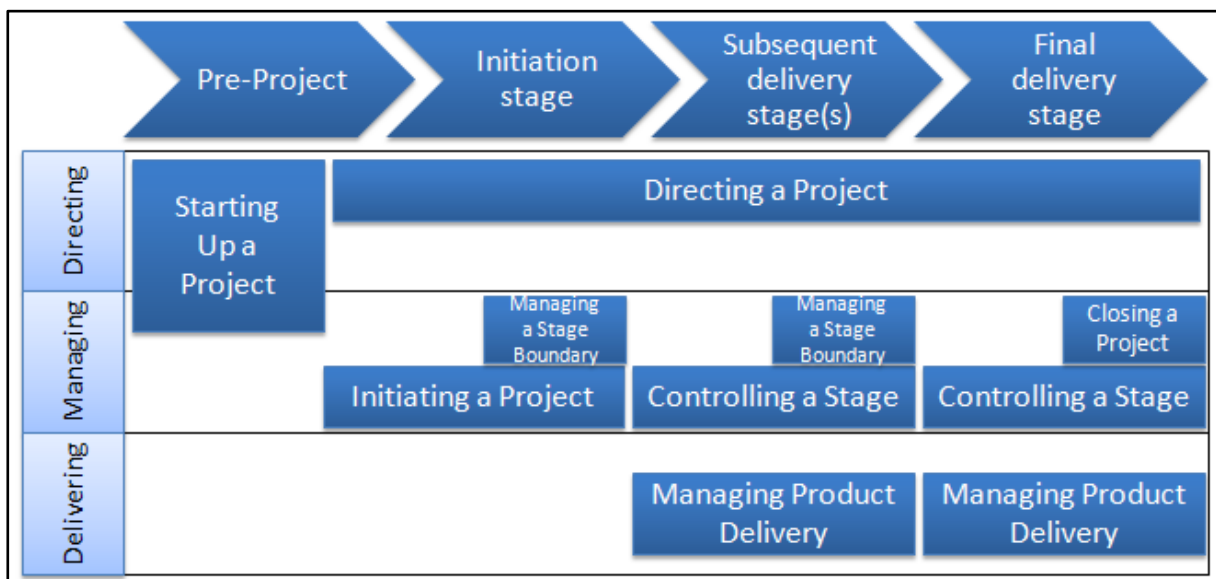 Pre-Project
Initiation
stage
Subsequent
delivery
stage(s)
Final
delivery
stage
Directing
Starting
Up a
Project
Directing a Project
Managing
Managing
a Stage
Boundary
Managing
a Stage
Boundary
Closing a
Project
Initiating a Project
Controlling a Stage
Controlling a Stage
Delivering
Managing Product
Delivery
Managing Product
Delivery